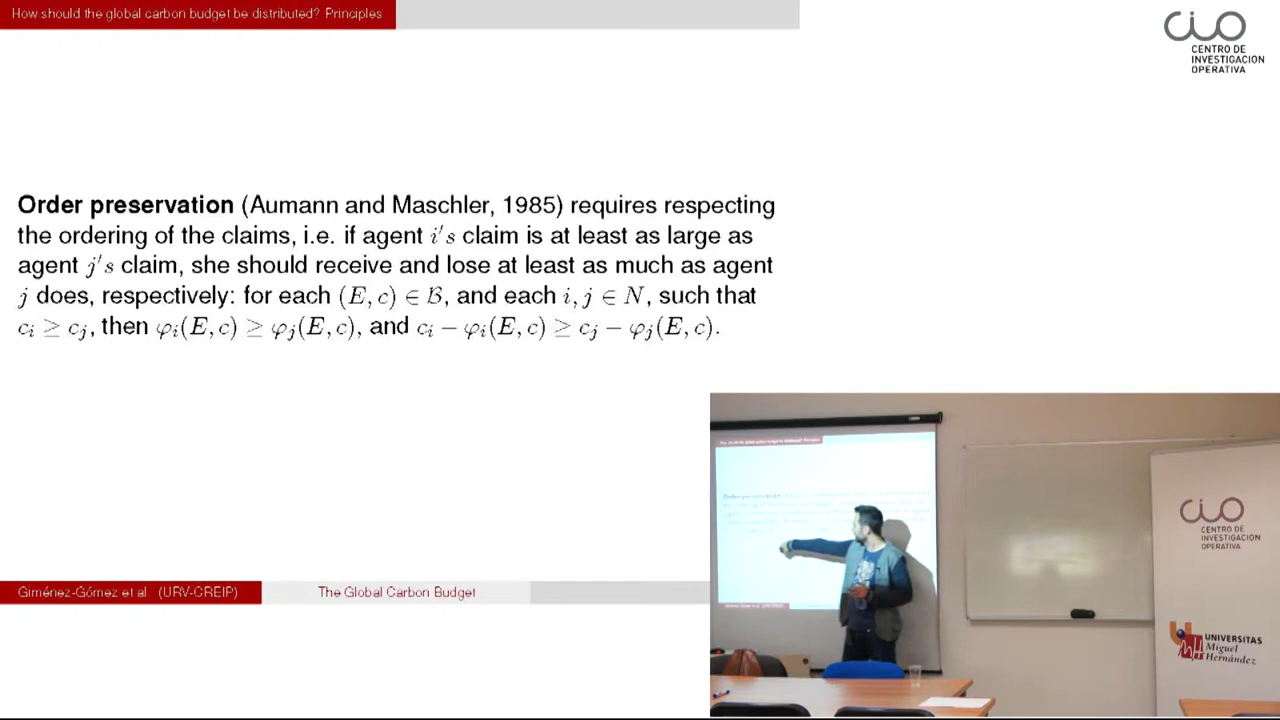 How should the global carbon budget be distributed? Principles
CIO
CENTRO DE
INVESTIGACION
OPERATIVA
Order preservation (Aumann and Maschler, 1985) requires respecting
the ordering of the claims, i.e. if agent i's claim is at least as large as
agent j's claim, she should receive and lose at least as much as agent
j does, respectively: for each (E, c) ∈ B, and each i, j ∈ N, such that
c_i ≥ c_j, then φ_i(E, c) ≥ φ_j(E, c), and c_i − φ_i(E, c) ≥ c_j − φ_j(E, c).
Giménez-Gómez et al (URV-CREIP)
The Global Carbon Budget
Order preservation
CIO
CENTRO DE
INVESTIGACION
OPERATIVA
UNIVERSITAS
Miguel
Hernández